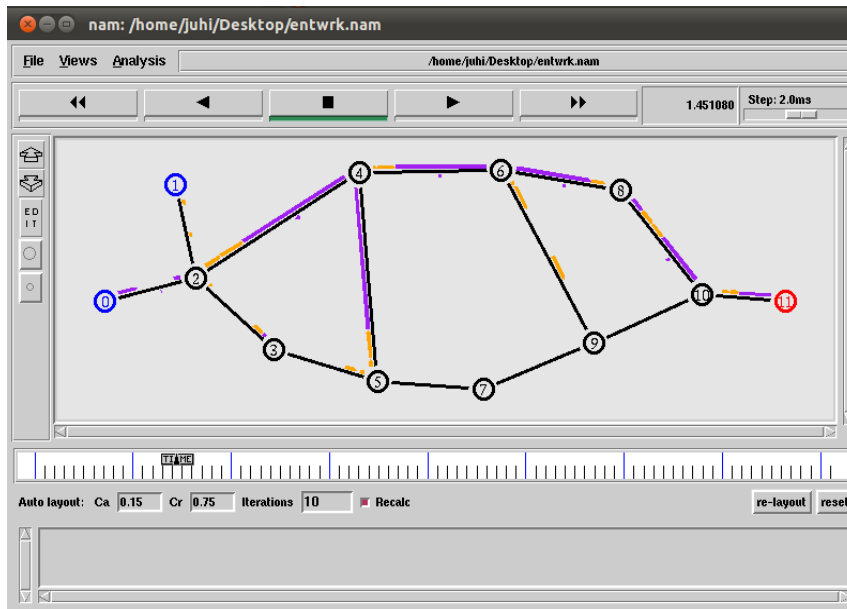 nam: /home/juhi/Desktop/entwrk.nam
File Views Analysis /home/juhi/Desktop/entwrk.nam
1.451080 Step: 2.0ms
ED
IT
1
4
6
8
2
0
10
11
3
9
5
7
TIME
Auto layout: Ca 0.15 Cr 0.75 Iterations 10 Recalc re-layout reset